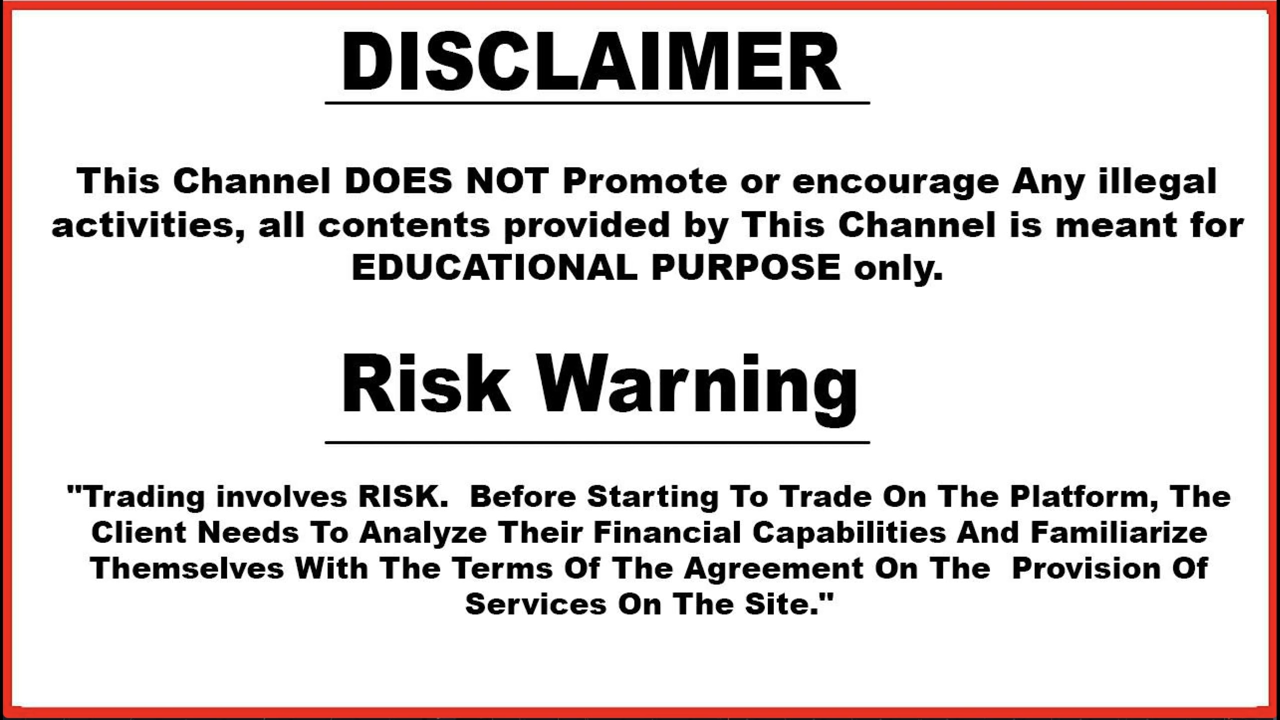 DISCLAIMER
This Channel DOES NOT Promote or encourage Any illegal
activities, all contents provided by This Channel is meant for
EDUCATIONAL PURPOSE only.
Risk Warning
"Trading involves RISK.  Before Starting To Trade On The Platform, The
Client Needs To Analyze Their Financial Capabilities And Familiarize
Themselves With The Terms Of The Agreement On The  Provision Of
Services On The Site."